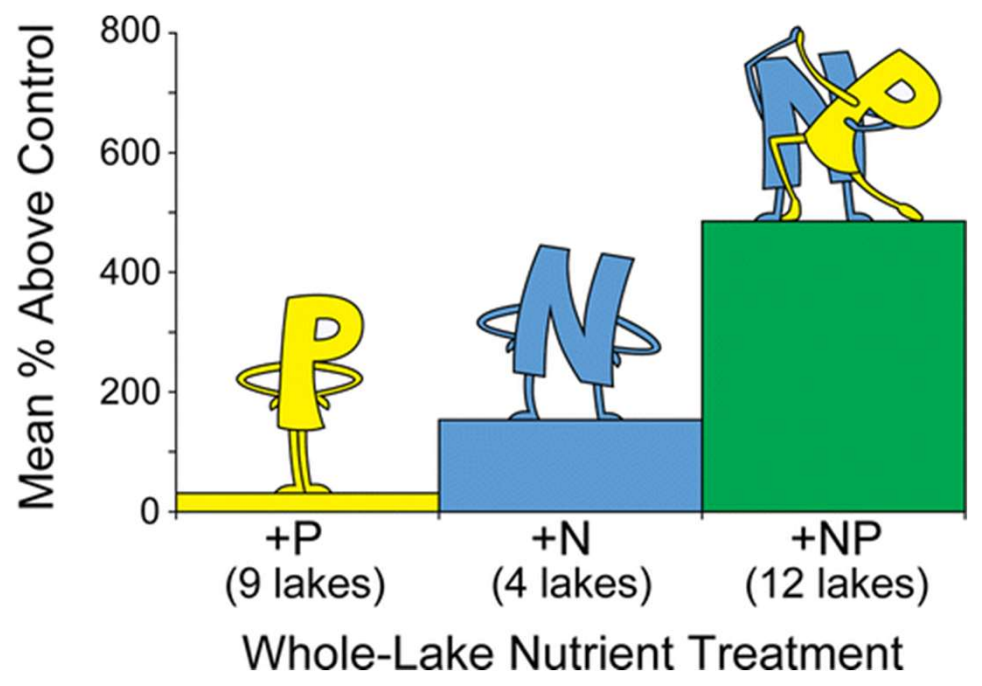 Mean % Above Control
800
600
400
200
0
P
N
NP
+P
+N
+NP
(9 lakes)
(4 lakes)
(12 lakes)
Whole-Lake Nutrient Treatment